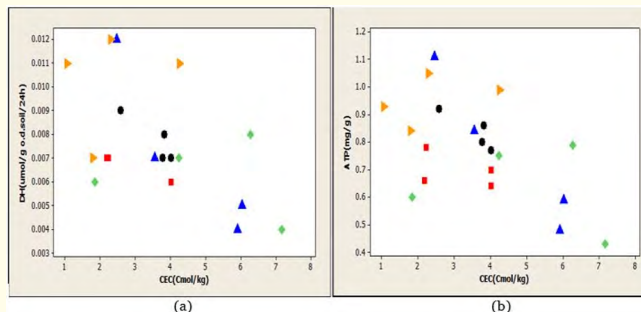 DH(umol/g o.d.soil/24h)
0.012
0.011
0.010
0.009
0.008
0.007
0.006
0.005
0.004
0.003
1 2 3 4 5 6 7 8
CEC(Cmol/kg)
(a)
ATP(mg/g)
1.2
1.1
1.0
0.9
0.8
0.7
0.6
0.5
0.4
1 2 3 4 5 6 7 8
CEC(Cmol/kg)
(b)